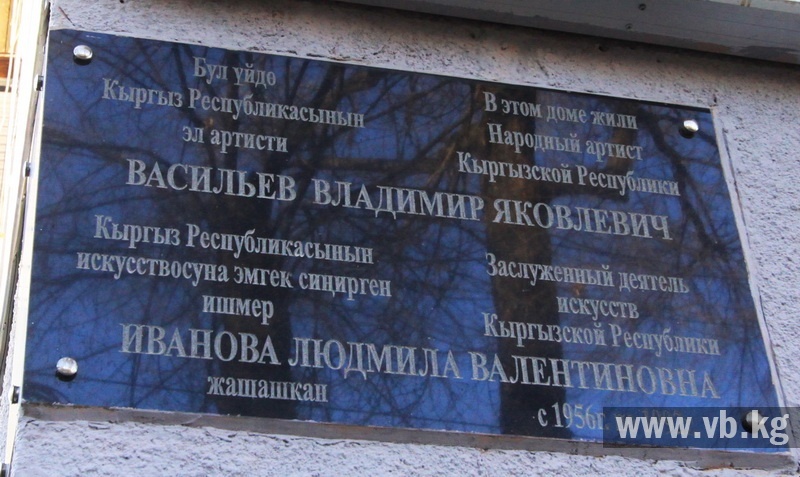 Бул үйдө
Кыргыз Республикасынын
эл артисти
В этом доме жили
Народный артист
Кыргызской Республики
ВАСИЛЬЕВ ВЛАДИМИР ЯКОВЛЕВИЧ
Кыргыз Республикасынын
искусствосуна эмгек сиңирген
ишмер
Заслуженный деятель
искусств
Кыргызской Республики
ИВАНОВА ЛЮДМИЛА ВАЛЕНТИНОВНА
жашашкан
с 1956г.
www.vb.kg